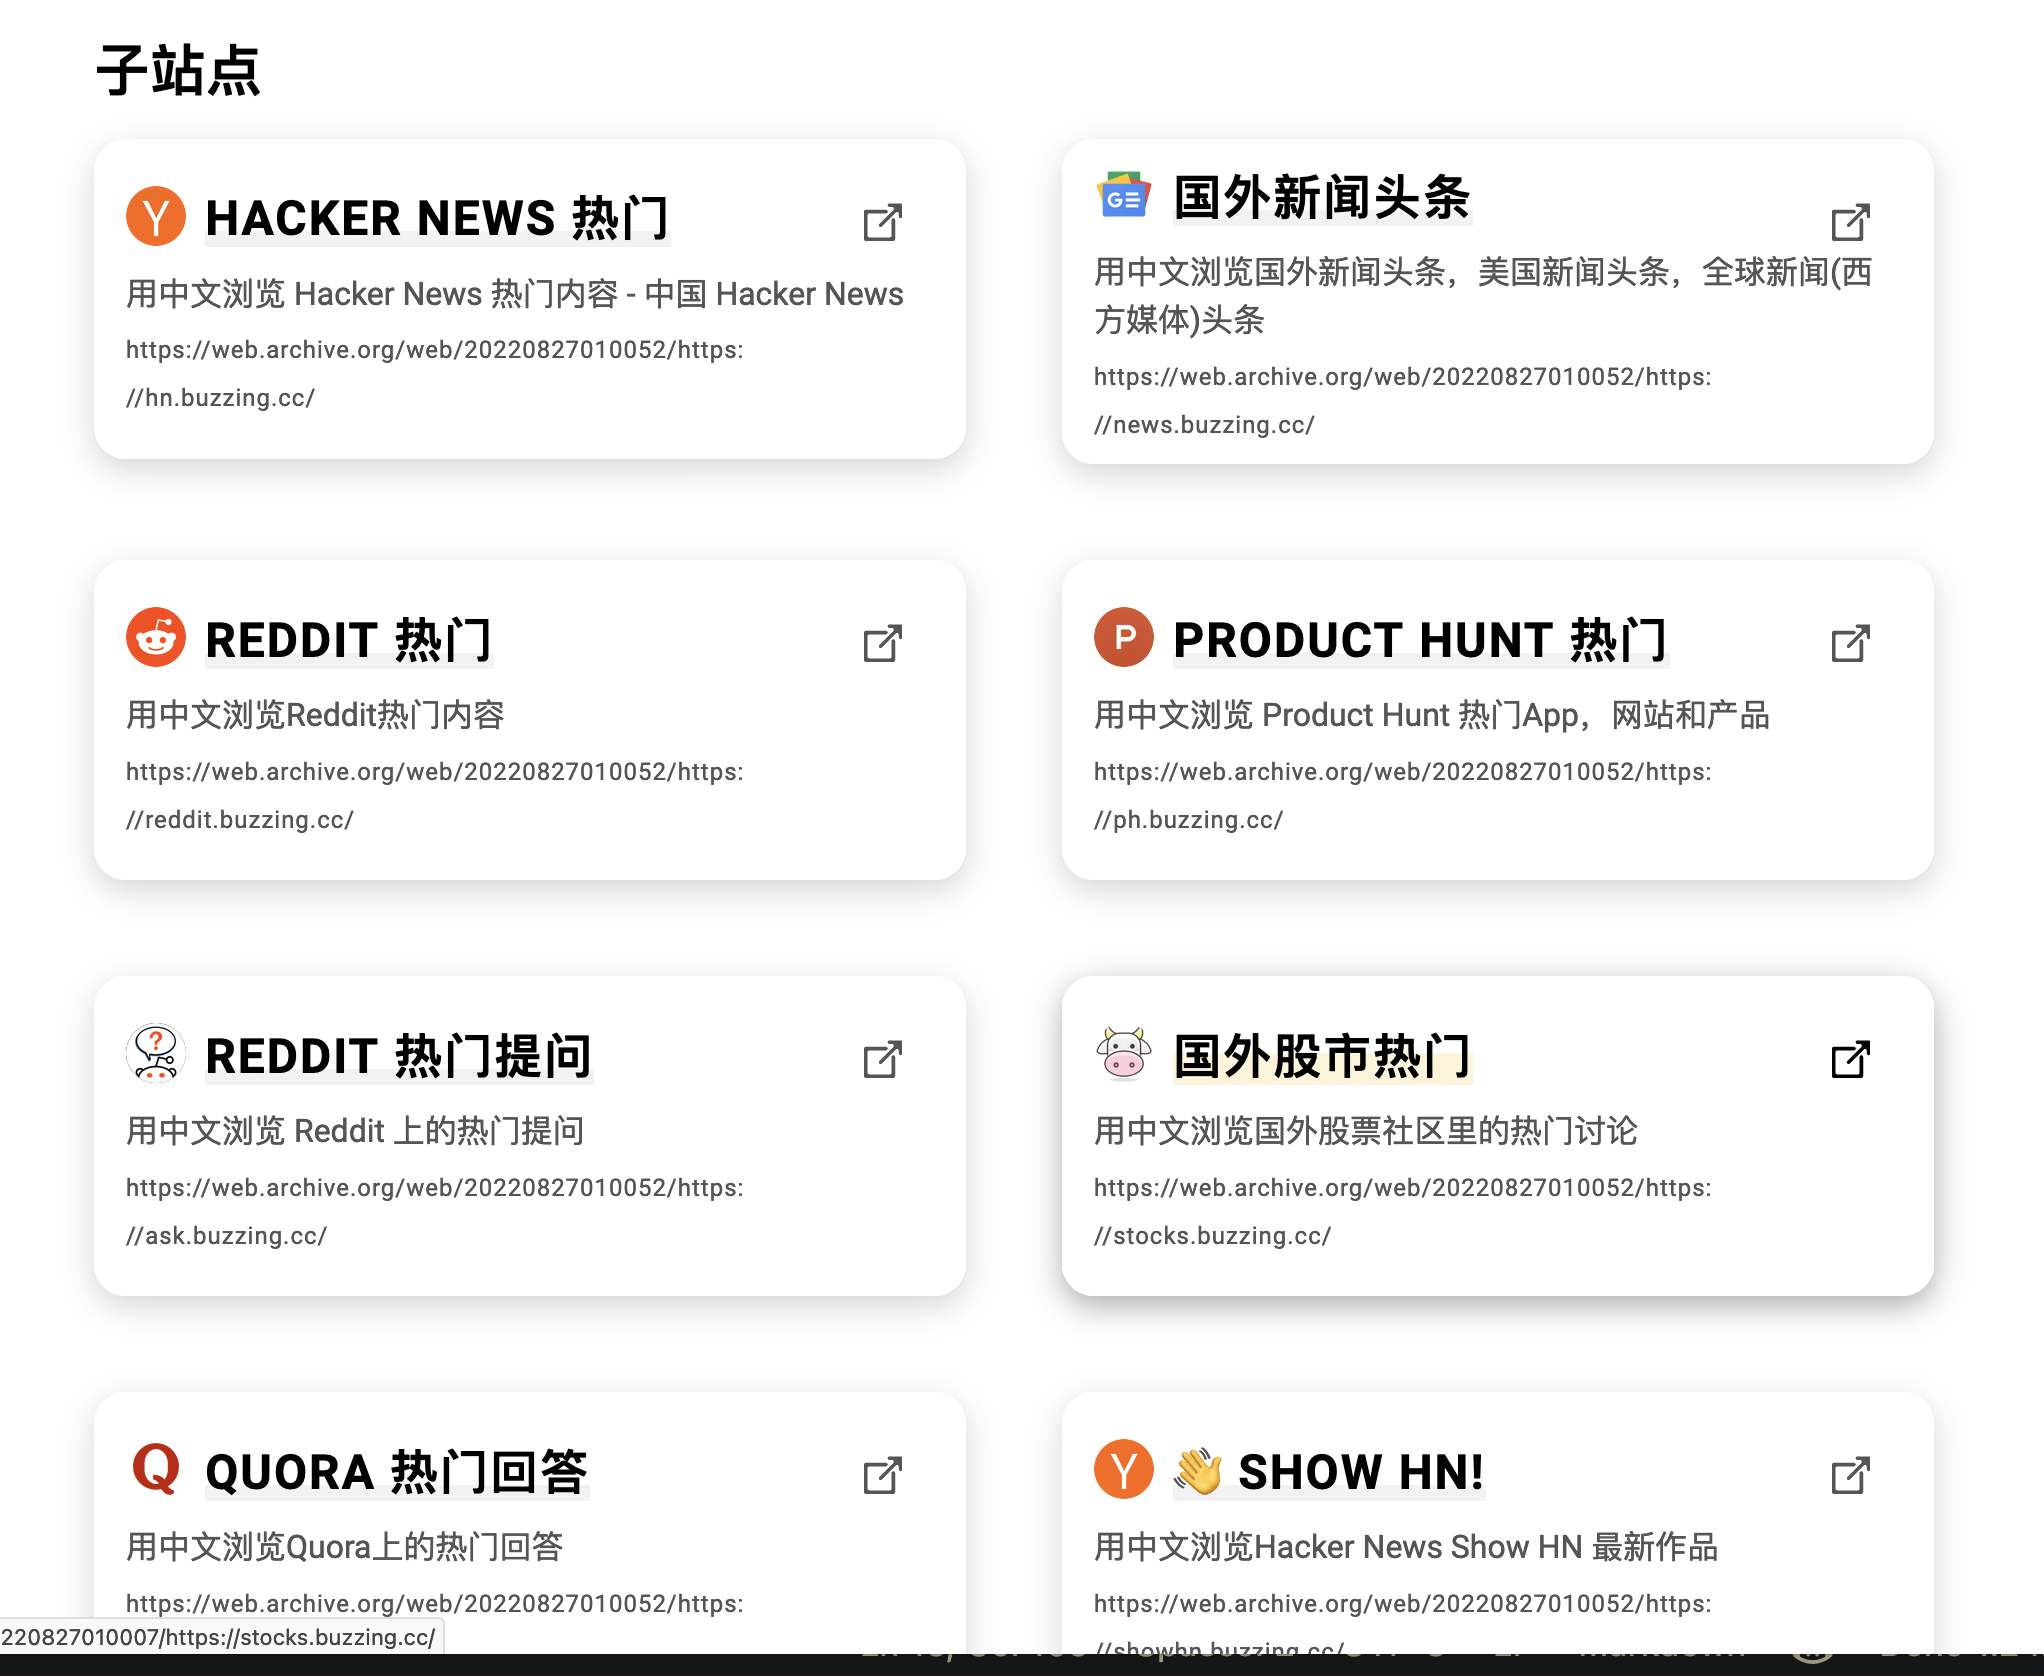 子站点
HACKER NEWS 热门
用中文浏览 Hacker News 热门内容 - 中国 Hacker News
https://web.archive.org/web/20220827010052/https:
//hn.buzzing.cc/
国外新闻头条
用中文浏览国外新闻头条，美国新闻头条，全球新闻(西
方媒体)头条
https://web.archive.org/web/20220827010052/https:
//news.buzzing.cc/
REDDIT 热门
用中文浏览Reddit热门内容
https://web.archive.org/web/20220827010052/https:
//reddit.buzzing.cc/
PRODUCT HUNT 热门
用中文浏览 Product Hunt 热门App，网站和产品
https://web.archive.org/web/20220827010052/https:
//ph.buzzing.cc/
REDDIT 热门提问
用中文浏览 Reddit 上的热门提问
https://web.archive.org/web/20220827010052/https:
//ask.buzzing.cc/
国外股市热门
用中文浏览国外股票社区里的热门讨论
https://web.archive.org/web/20220827010052/https:
//stocks.buzzing.cc/
QUORA 热门回答
用中文浏览Quora上的热门回答
https://web.archive.org/web/20220827010052/https:
👋 SHOW HN!
用中文浏览Hacker News Show HN 最新作品
https://web.archive.org/web/20220827010052/https:
//showhn.buzzing.cc/
220827010007/https://stocks.buzzing.cc/